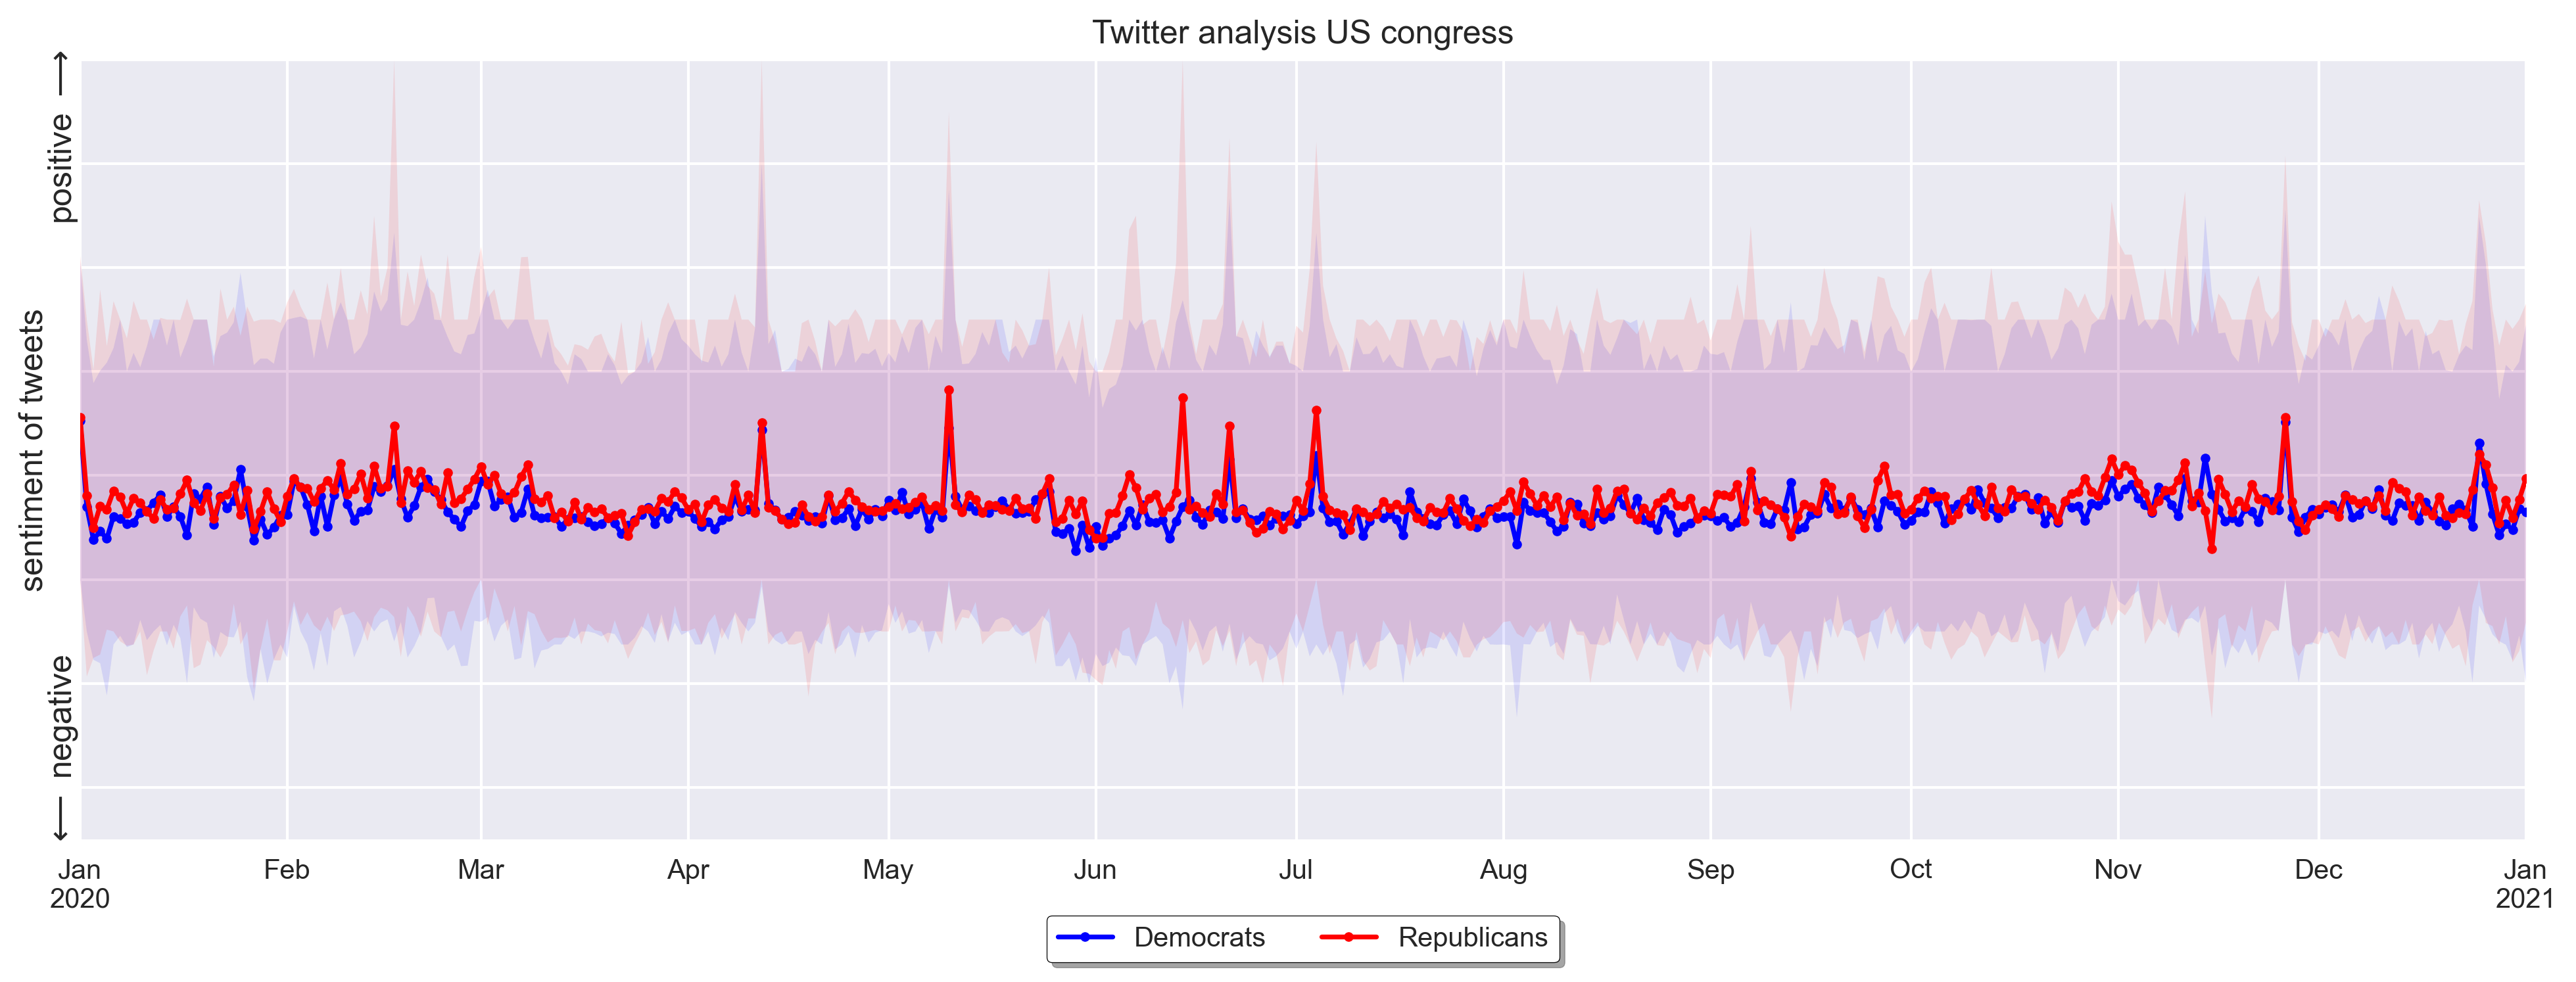 Twitter analysis US congress
positive ⟶
sentiment of tweets
⟵ negative
Jan Feb Mar Apr May Jun Jul Aug Sep Oct Nov Dec Jan
2020 2021
Democrats Republicans